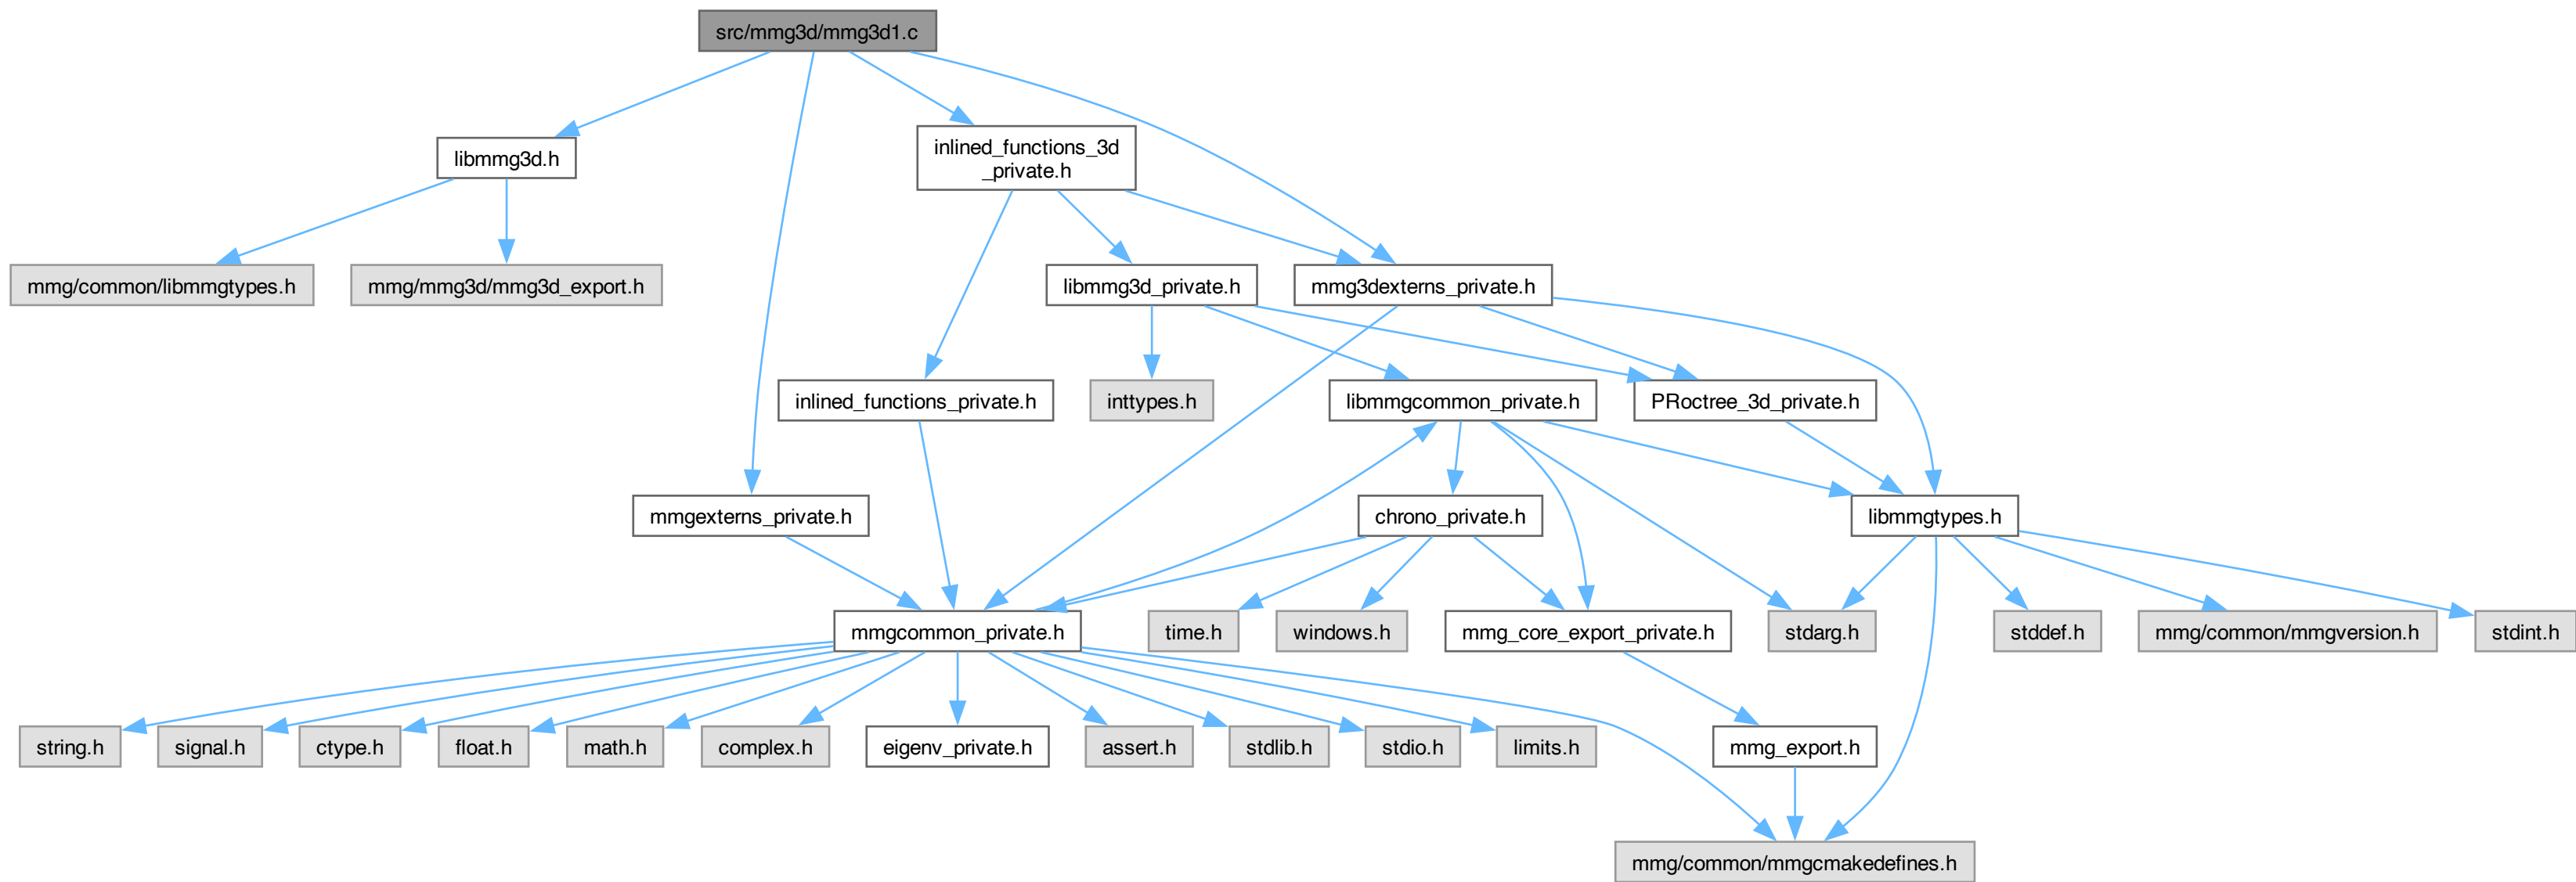 src/mmg3d/mmg3d1.c
libmmg3d.h
inlined_functions_3d
_private.h
mmg/common/libmmgtypes.h
mmg/mmg3d/mmg3d_export.h
libmmg3d_private.h
mmg3dexterns_private.h
inlined_functions_private.h
inttypes.h
libmmgcommon_private.h
PRoctree_3d_private.h
mmgexterns_private.h
chrono_private.h
libmmgtypes.h
mmgcommon_private.h
time.h
windows.h
mmg_core_export_private.h
stdarg.h
stddef.h
mmg/common/mmgversion.h
stdint.h
string.h
signal.h
ctype.h
float.h
math.h
complex.h
eigenv_private.h
assert.h
stdlib.h
stdio.h
limits.h
mmg_export.h
mmg/common/mmgcmakedefines.h